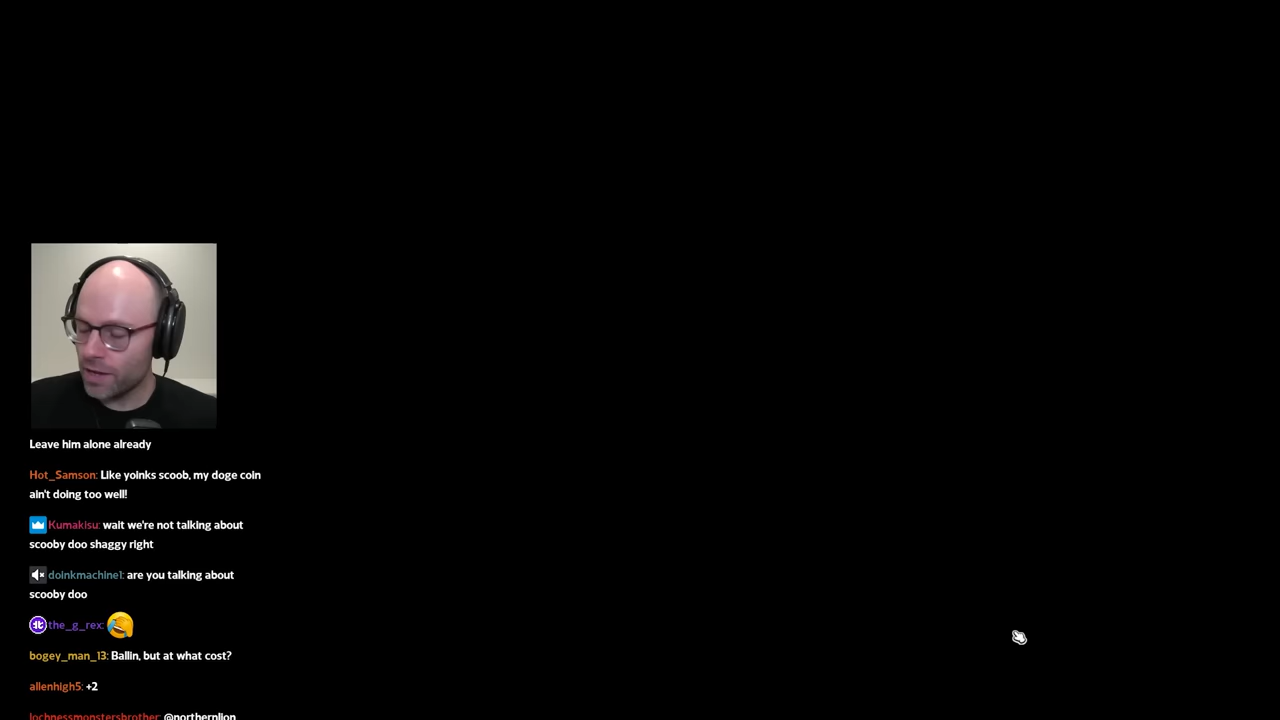 Leave him alone already
Hot_Samson: Like yoinks scoob, my doge coin
ain't doing too well!
Kumakisu: wait we're not talking about
scooby doo shaggy right
doinkmachine1: are you talking about
scooby doo
the_g_rex:
bogey_man_13: Ballin, but at what cost?
allenhigh5: +2
lochnessmonstersbrother: @northernlion